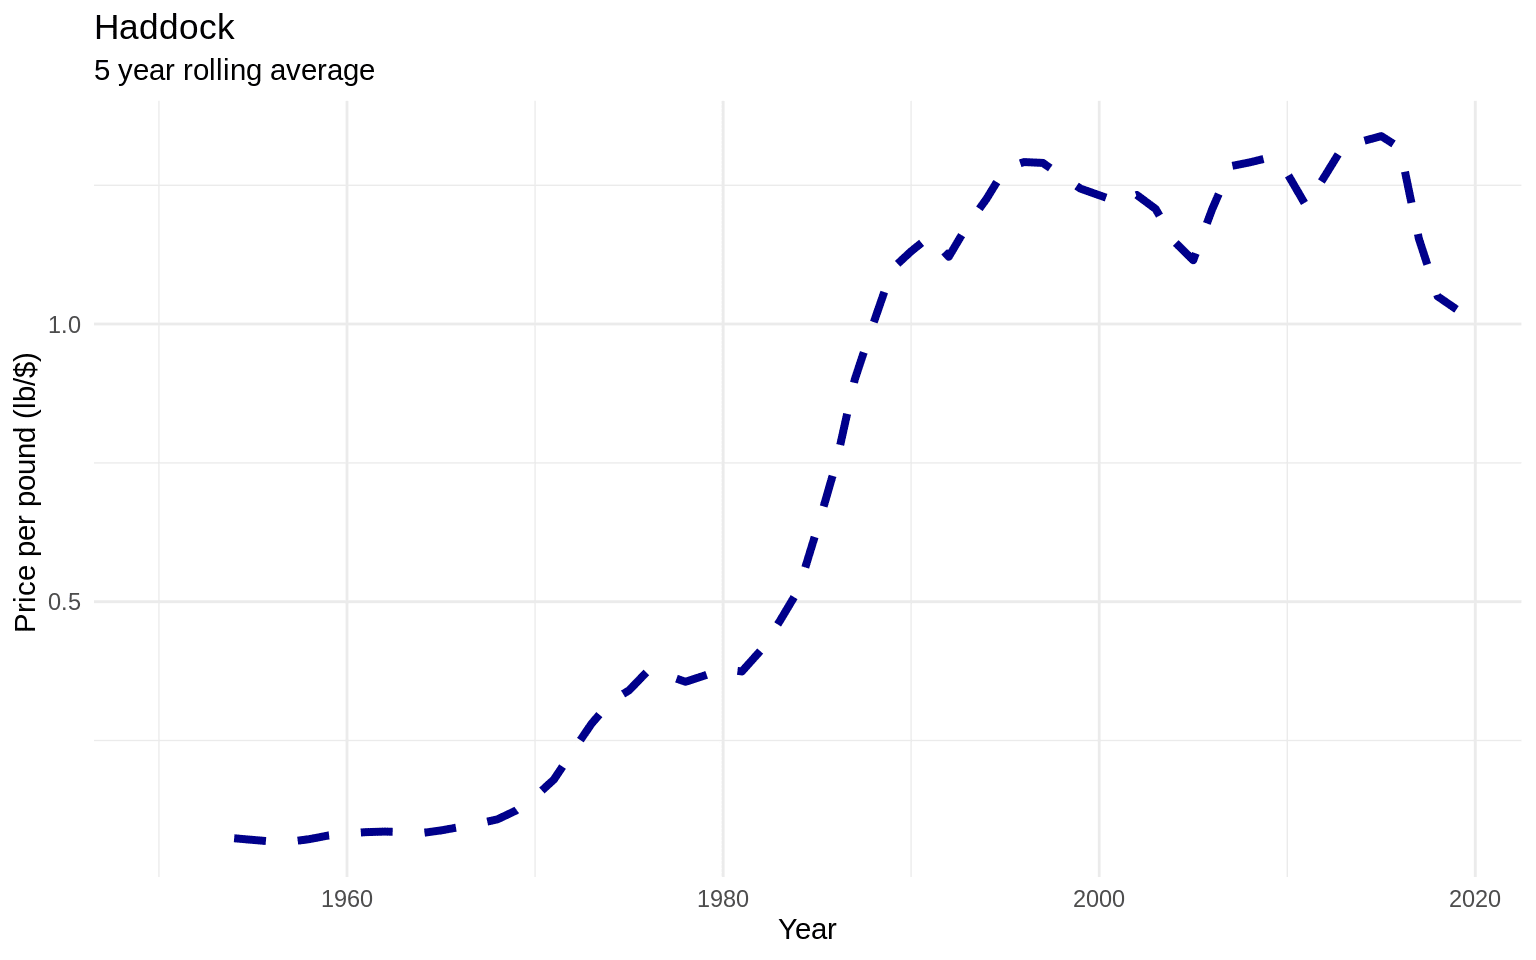 Haddock
5 year rolling average
Price per pound (lb/$)
1.0
0.5
1960
1980
2000
2020
Year